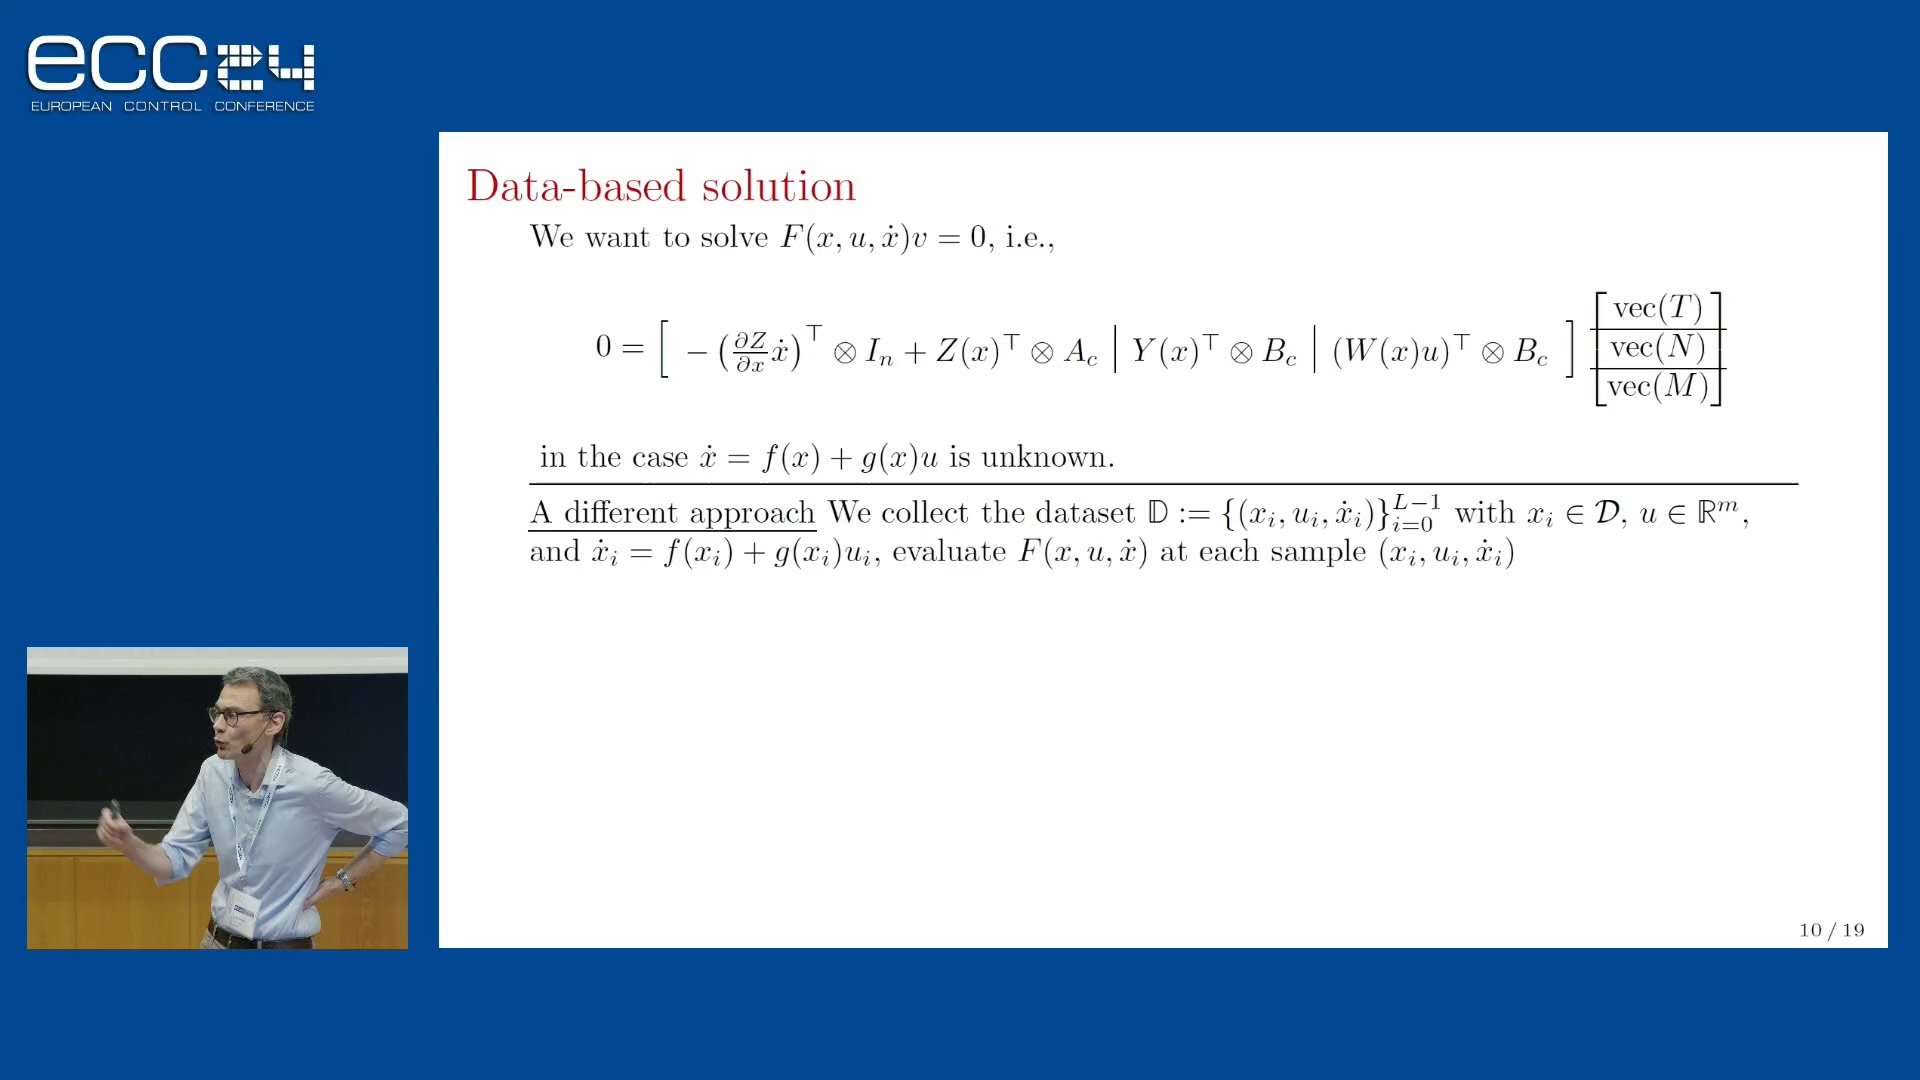 ecc24
EUROPEAN CONTROL CONFERENCE
Data-based solution
We want to solve F(x, u, ẋ)v = 0, i.e.,
0 = [ − (∂Z/∂x ẋ)^⊤ ⊗ I_n + Z(x)^⊤ ⊗ A_c | Y(x)^⊤ ⊗ B_c | (W(x)u)^⊤ ⊗ B_c ] [ vec(T) / vec(N) / vec(M) ]
in the case ẋ = f(x) + g(x)u is unknown.
A different approach We collect the dataset 𝔻 := {(x_i, u_i, ẋ_i)}_{i=0}^{L−1} with x_i ∈ 𝒟, u ∈ ℝ^m,
and ẋ_i = f(x_i) + g(x_i)u_i, evaluate F(x, u, ẋ) at each sample (x_i, u_i, ẋ_i)
10 / 19